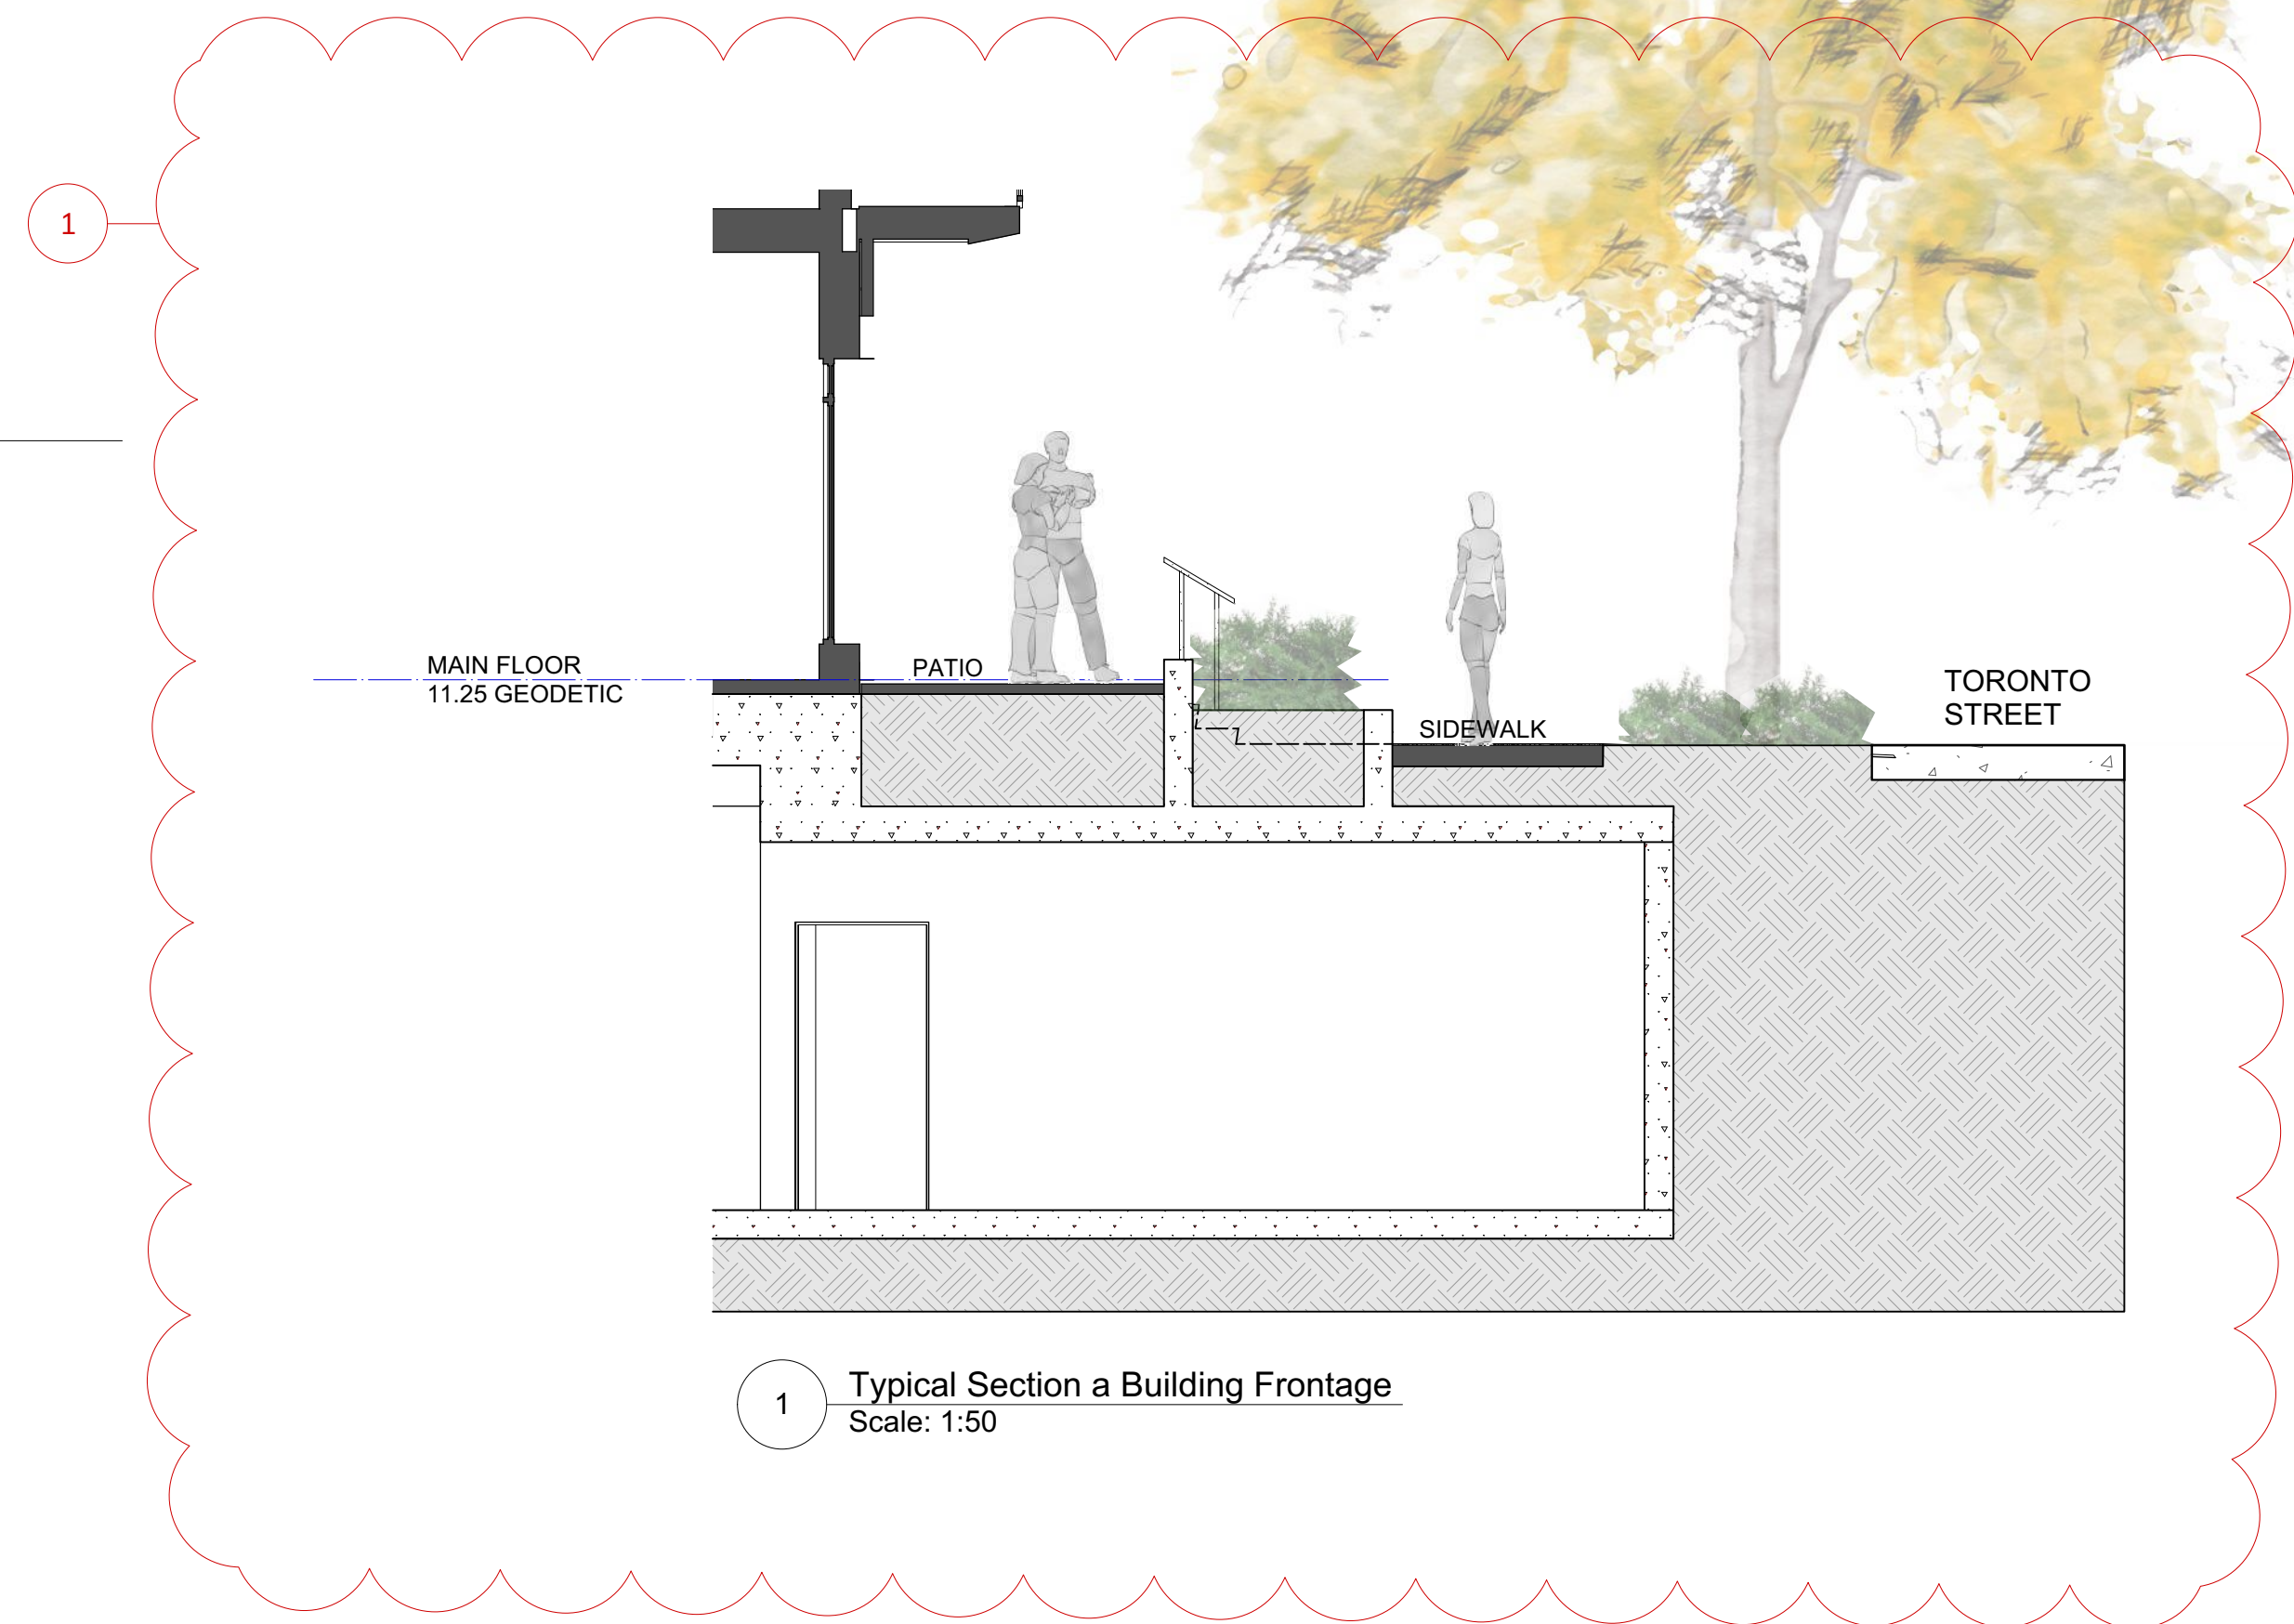 1
MAIN FLOOR
11.25 GEODETIC
PATIO
SIDEWALK
TORONTO
STREET
1
Typical Section a Building Frontage
Scale: 1:50